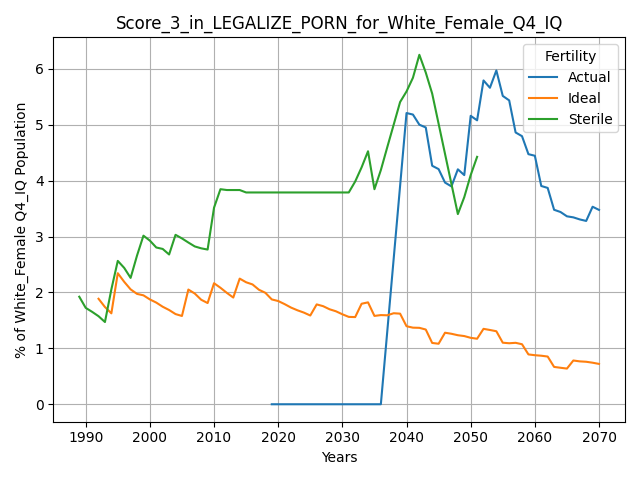 Score_3_in_LEGALIZE_PORN_for_White_Female_Q4_IQ
Fertility
Actual
Ideal
Sterile
% of White_Female Q4_IQ Population
6
5
4
3
2
1
0
1990 2000 2010 2020 2030 2040 2050 2060 2070
Years